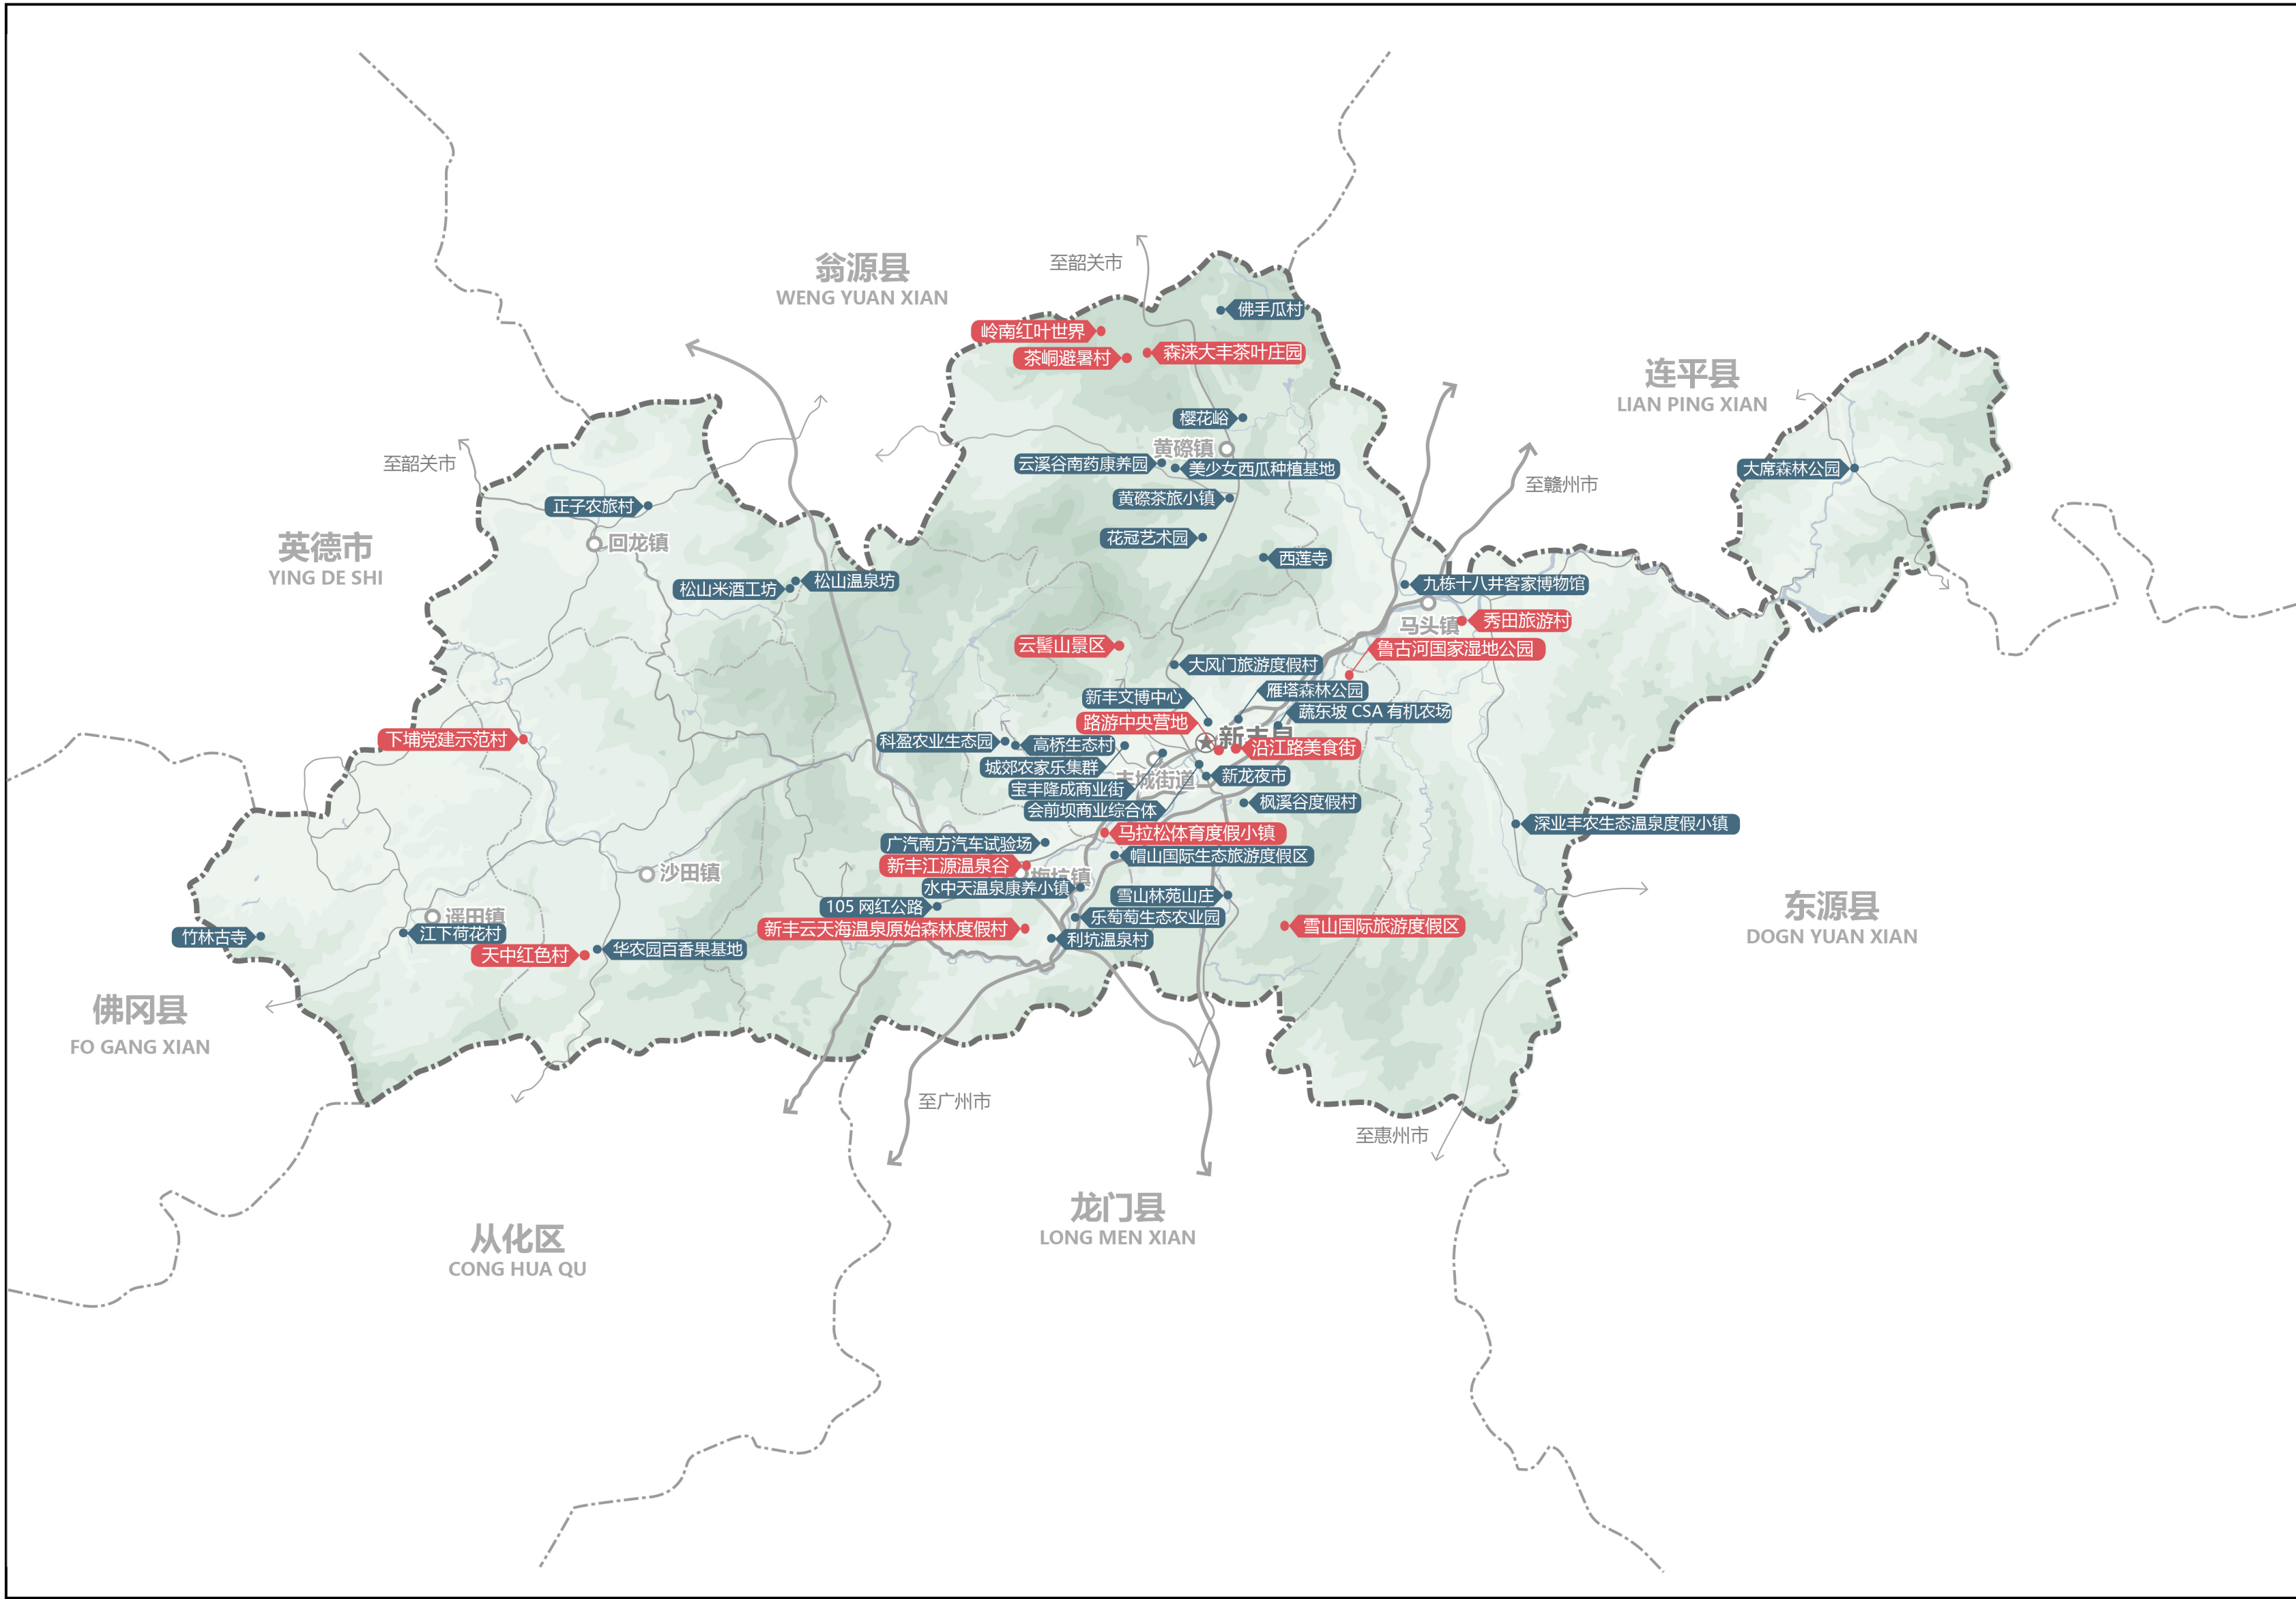 翁源县
WENG YUAN XIAN
至韶关市
佛手瓜村
岭南红叶世界
茶峒避暑村
森涞大丰茶叶庄园
连平县
LIAN PING XIAN
樱花峪
黄磜镇
至韶关市
云溪谷南药康养园
美少女西瓜种植基地
大席森林公园
至赣州市
黄磜茶旅小镇
正子农旅村
花冠艺术园
回龙镇
英德市
YING DE SHI
西莲寺
松山温泉坊
松山米酒工坊
九栋十八井客家博物馆
马头镇
秀田旅游村
云髻山景区
鲁古河国家湿地公园
大风门旅游度假村
雁塔森林公园
新丰文博中心
蔬东坡 CSA 有机农场
路游中央营地
新丰县
下埔党建示范村
科盈农业生态园
高桥生态村
沿江路美食街
城郊农家乐集群
丰城街道
新龙夜市
宝丰隆成商业街
会前坝商业综合体
枫溪谷度假村
深业丰农生态温泉度假小镇
马拉松体育度假小镇
广汽南方汽车试验场
帽山国际生态旅游度假区
新丰江源温泉谷
梅坑镇
沙田镇
水中天温泉康养小镇
雪山林苑山庄
105 网红公路
东源县
DOGN YUAN XIAN
遥田镇
乐萄萄生态农业园
雪山国际旅游度假区
新丰云天海温泉原始森林度假村
竹林古寺
江下荷花村
利坑温泉村
华农园百香果基地
天中红色村
佛冈县
FO GANG XIAN
至广州市
至惠州市
龙门县
LONG MEN XIAN
从化区
CONG HUA QU